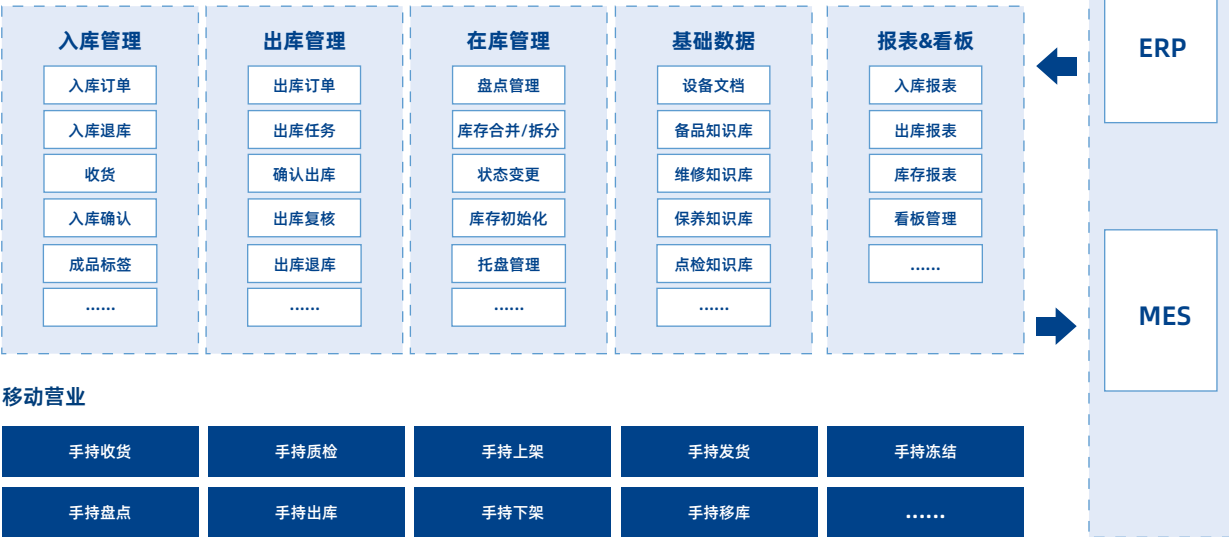 入库管理
入库订单
入库退库
收货
入库确认
成品标签
......
出库管理
出库订单
出库任务
确认出库
出库复核
出库退库
......
在库管理
盘点管理
库存合并/拆分
状态变更
库存初始化
托盘管理
......
基础数据
设备文档
备品知识库
维修知识库
保养知识库
点检知识库
......
报表&看板
入库报表
出库报表
库存报表
看板管理
......
ERP
MES
移动营业
手持收货
手持质检
手持上架
手持发货
手持冻结
手持盘点
手持出库
手持下架
手持移库
......